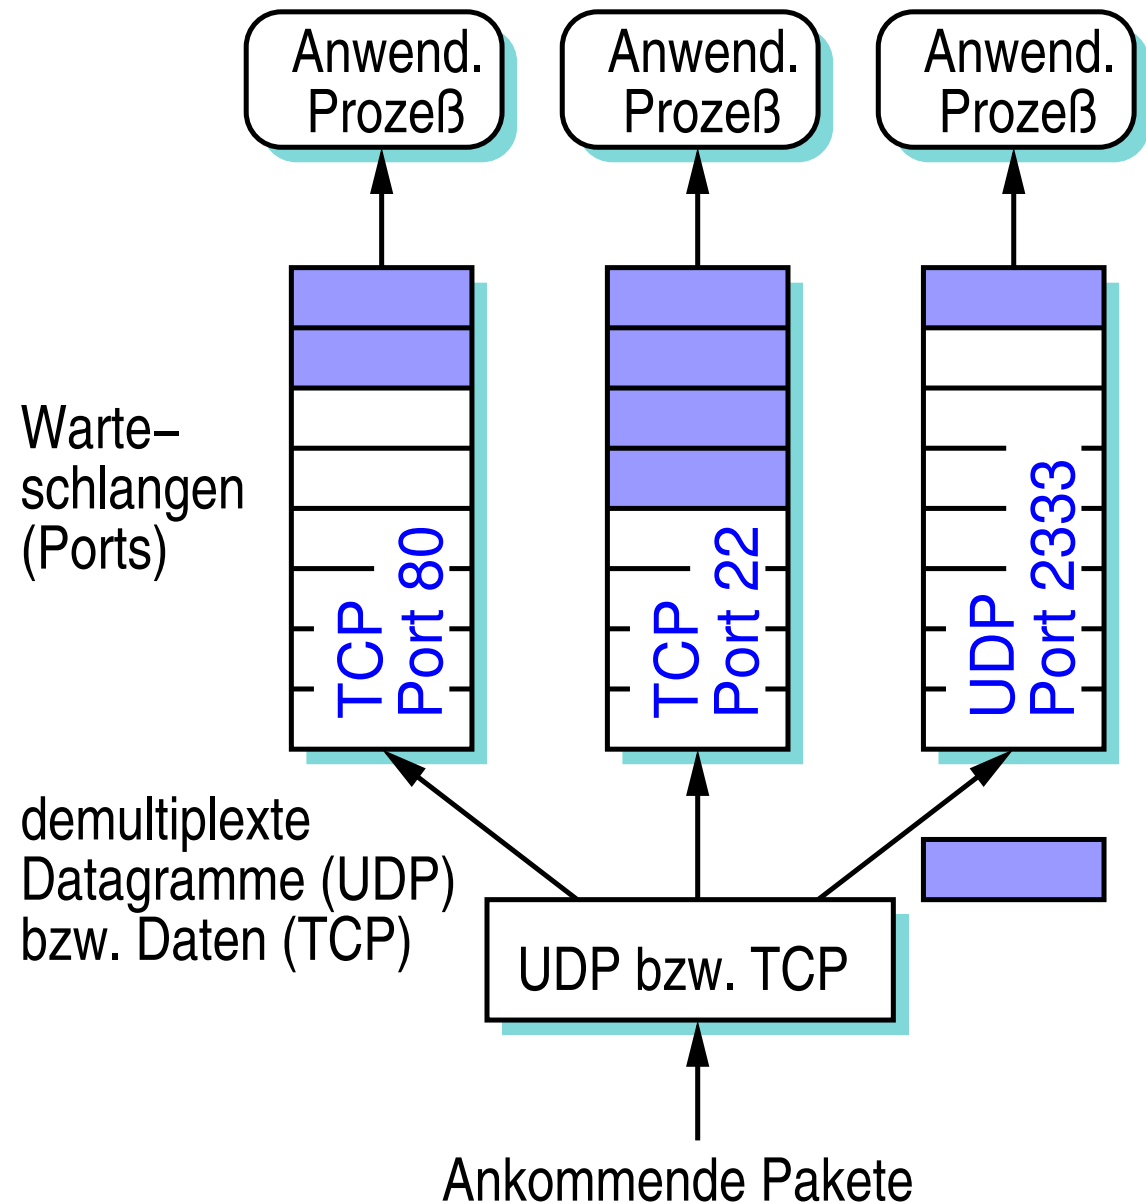 Anwend.
Prozeß
Anwend.
Prozeß
Anwend.
Prozeß
Warte–
schlangen
(Ports)
TCP
Port 80
TCP
Port 22
UDP
Port 2333
demultiplexte
Datagramme (UDP)
bzw. Daten (TCP)
UDP bzw. TCP
Ankommende Pakete